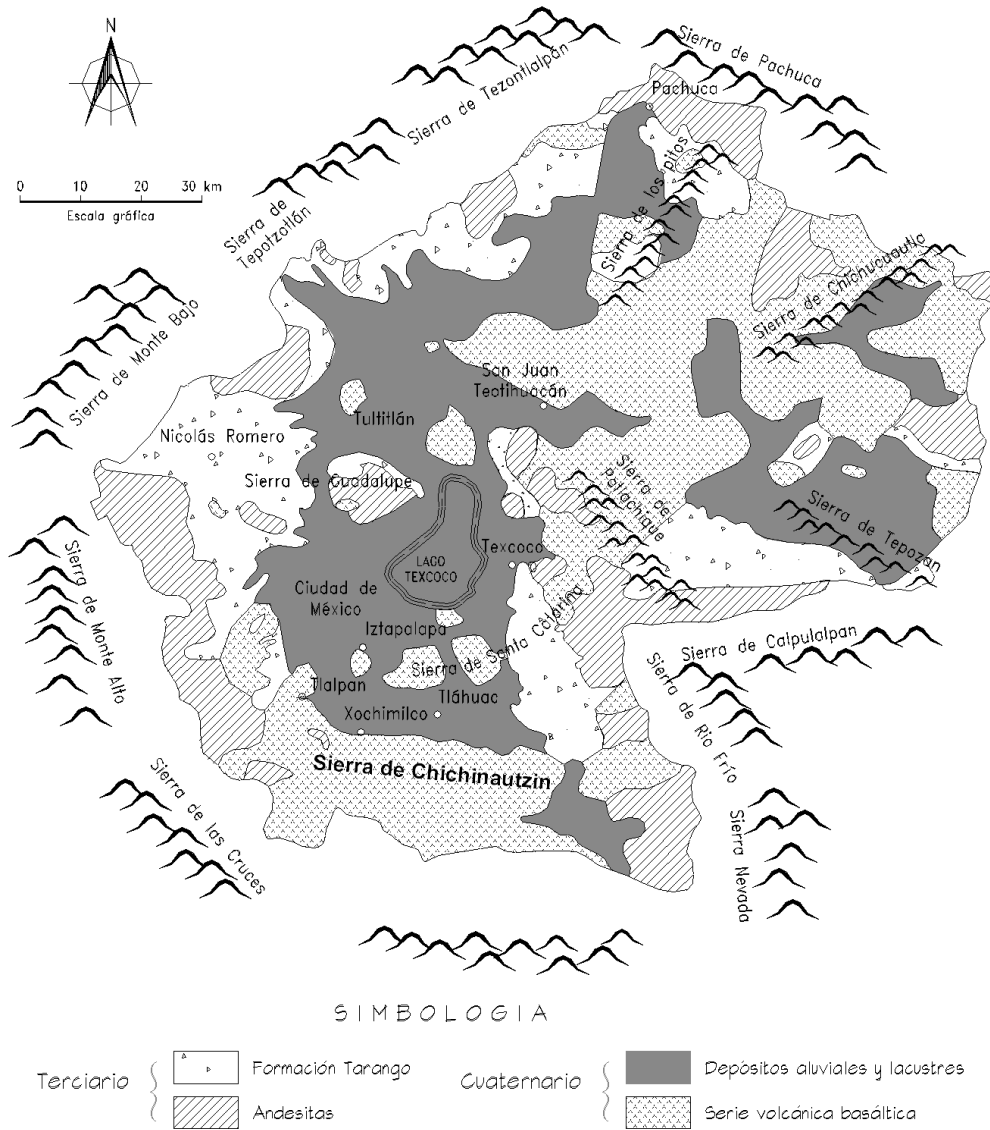 N
Sierra de Tezontlalpán
Sierra de Pachuca
Pachuca
0 10 20 30 km
Escala gráfica
Sierra de
Tepotzotlán
Sierra de los pitos
Sierra de Chichucuautla
Sierra de Monte Bajo
San Juan
Teotihuacán
Tultitlán
Nicolás Romero
Sierra de Guadalupe
Sierra de
Patlachique
Sierra de Tepozan
LAGO
TEXCOCO
Texcoco
Ciudad de
México
Iztapalapa
Sierra de Santa Catarina
Sierra de Monte Alto
Tlalpan
Tláhuac
Xochimilco
Sierra de Calpulalpan
Sierra de Rio Frío
Sierra de Chichinautzin
Sierra de las Cruces
Sierra Nevada
SIMBOLOGIA
Terciario
Formación Tarango
Andesitas
Cuaternario
Depósitos aluviales y lacustres
Serie volcánica basáltica